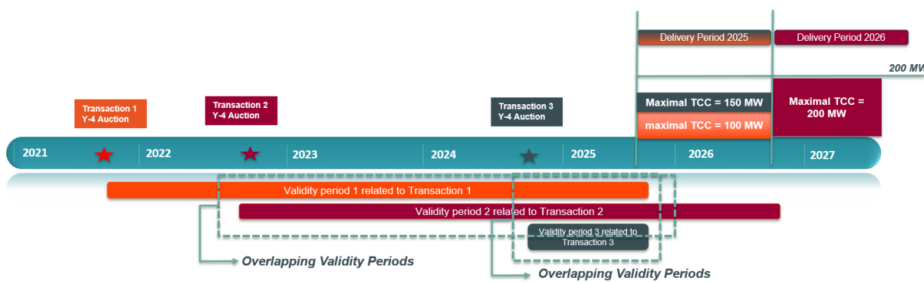 Delivery Period 2025
Delivery Period 2026
200 MW
Transaction 1
Y-4 Auction
Transaction 2
Y-4 Auction
Transaction 3
Y-4 Auction
Maximal TCC = 150 MW
maximal TCC = 100 MW
Maximal TCC =
200 MW
2021
2022
2023
2024
2025
2026
2027
Validity period 1 related to Transaction 1
Validity period 2 related to Transaction 2
Validity period 3 related to
Transaction 3
Overlapping Validity Periods
Overlapping Validity Periods